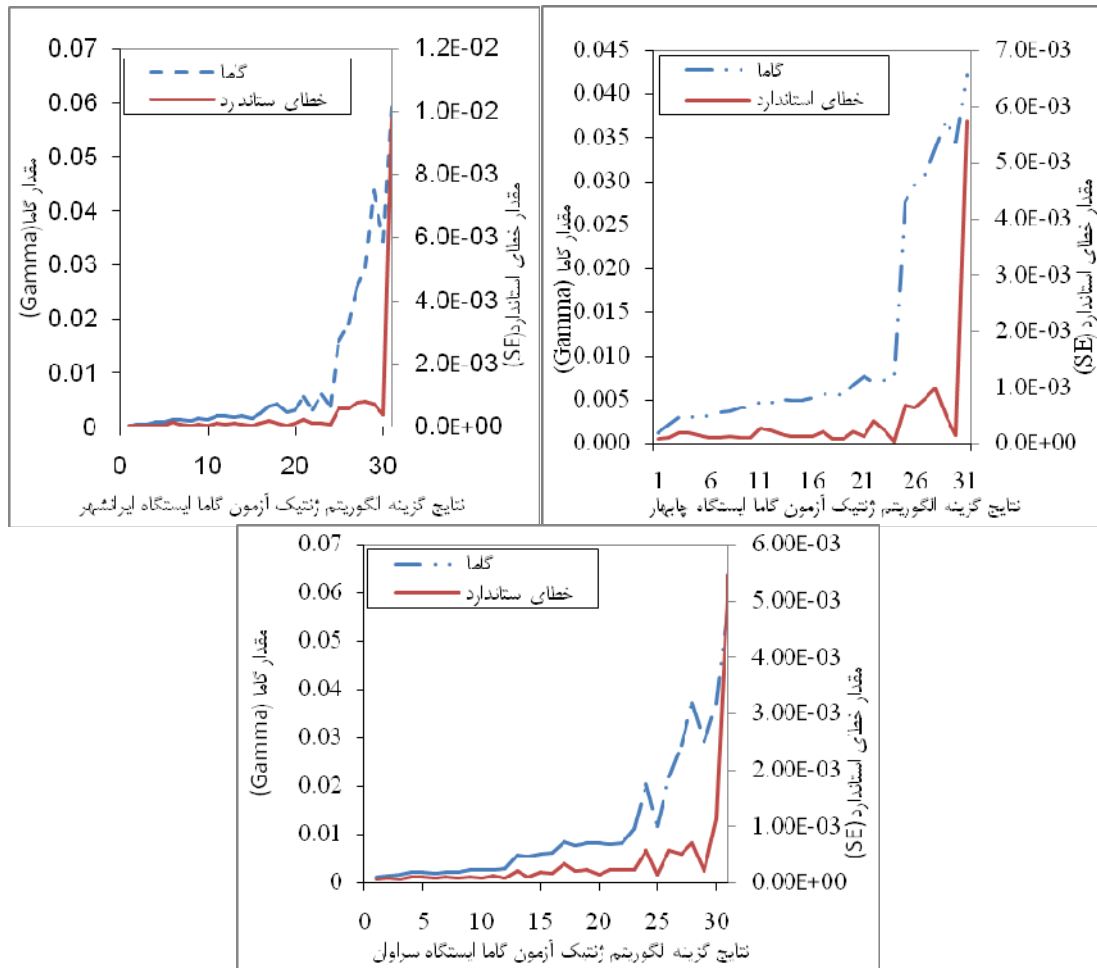 0.07
0.06
0.05
0.04
0.03
0.02
0.01
0
1.2E-02
1.0E-02
8.0E-03
6.0E-03
4.0E-03
2.0E-03
0.0E+00
گاما
خطای ستاندرد
مقدار گاما(Gamma)
مقدار خطای استاندارد(SE)
0 10 20 30
نتایج گزینه الگوریتم ژنتیک آزمون گاما ایستگاه ایرانشهر
0.045
0.040
0.035
0.030
0.025
0.020
0.015
0.010
0.005
0.000
7.0E-03
6.0E-03
5.0E-03
4.0E-03
3.0E-03
2.0E-03
1.0E-03
0.0E+00
گاما
خطای استاندارد
مقدار گاما (Gamma)
مقدار خطای استاندارد (SE)
1 6 11 16 21 26 31
نتایج گزینه الگوریتم ژنتیک آزمون گاما ایستگاه چابهار
0.07
0.06
0.05
0.04
0.03
0.02
0.01
0
6.00E-03
5.00E-03
4.00E-03
3.00E-03
2.00E-03
1.00E-03
0.00E+00
گاما
خطای ستاندارد
مقدار گاما (Gamma)
مقدار خطای استاندارد (SE)
0 5 10 15 20 25 30
نتایج گزینه لگوریتم ژنتیک آزمون گاما ایستگاه سراوان